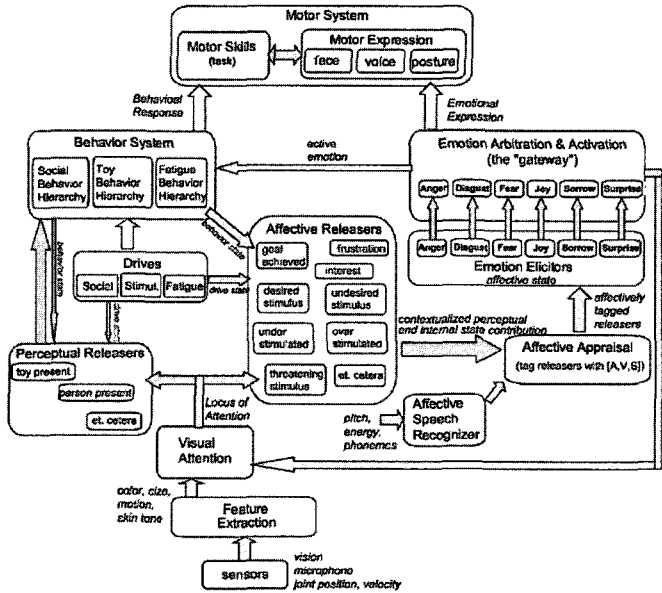 Motor System
Motor Skills
(task)
Motor Expression
face
voice
posture
Behavioral
Response
Emotional
Expression
Behavior System
Social
Behavior
Hierarchy
Toy
Behavior
Hierarchy
Fatigue
Behavior
Hierarchy
active
emotion
Emotion Arbitration & Activation
(the "gateway")
Anger
Disgust
Fear
Joy
Sorrow
Surprise
Anger
Disgust
Fear
Joy
Sorrow
Surprise
Emotion Elicitors
affective state
behavior state
behavior state
Affective Releasers
goal
achieved
frustration
interest
desired
stimulus
undesired
stimulus
under
stimulated
over
stimulated
threatening
stimulus
et. cetera
Drives
Social
Stimul.
Fatigue
drive state
drive state
affectively
tagged
releasers
contextualized perceptual
and internal state contribution
Affective Appraisal
(tag releasers with [A,V,S])
Perceptual Releasers
toy present
person present
et. cetera
Locus of
Attention
pitch,
energy,
phonemes
Affective
Speech
Recognizer
Visual
Attention
color, size,
motion,
skin tone
Feature
Extraction
sensors
vision
microphone
joint position, velocity